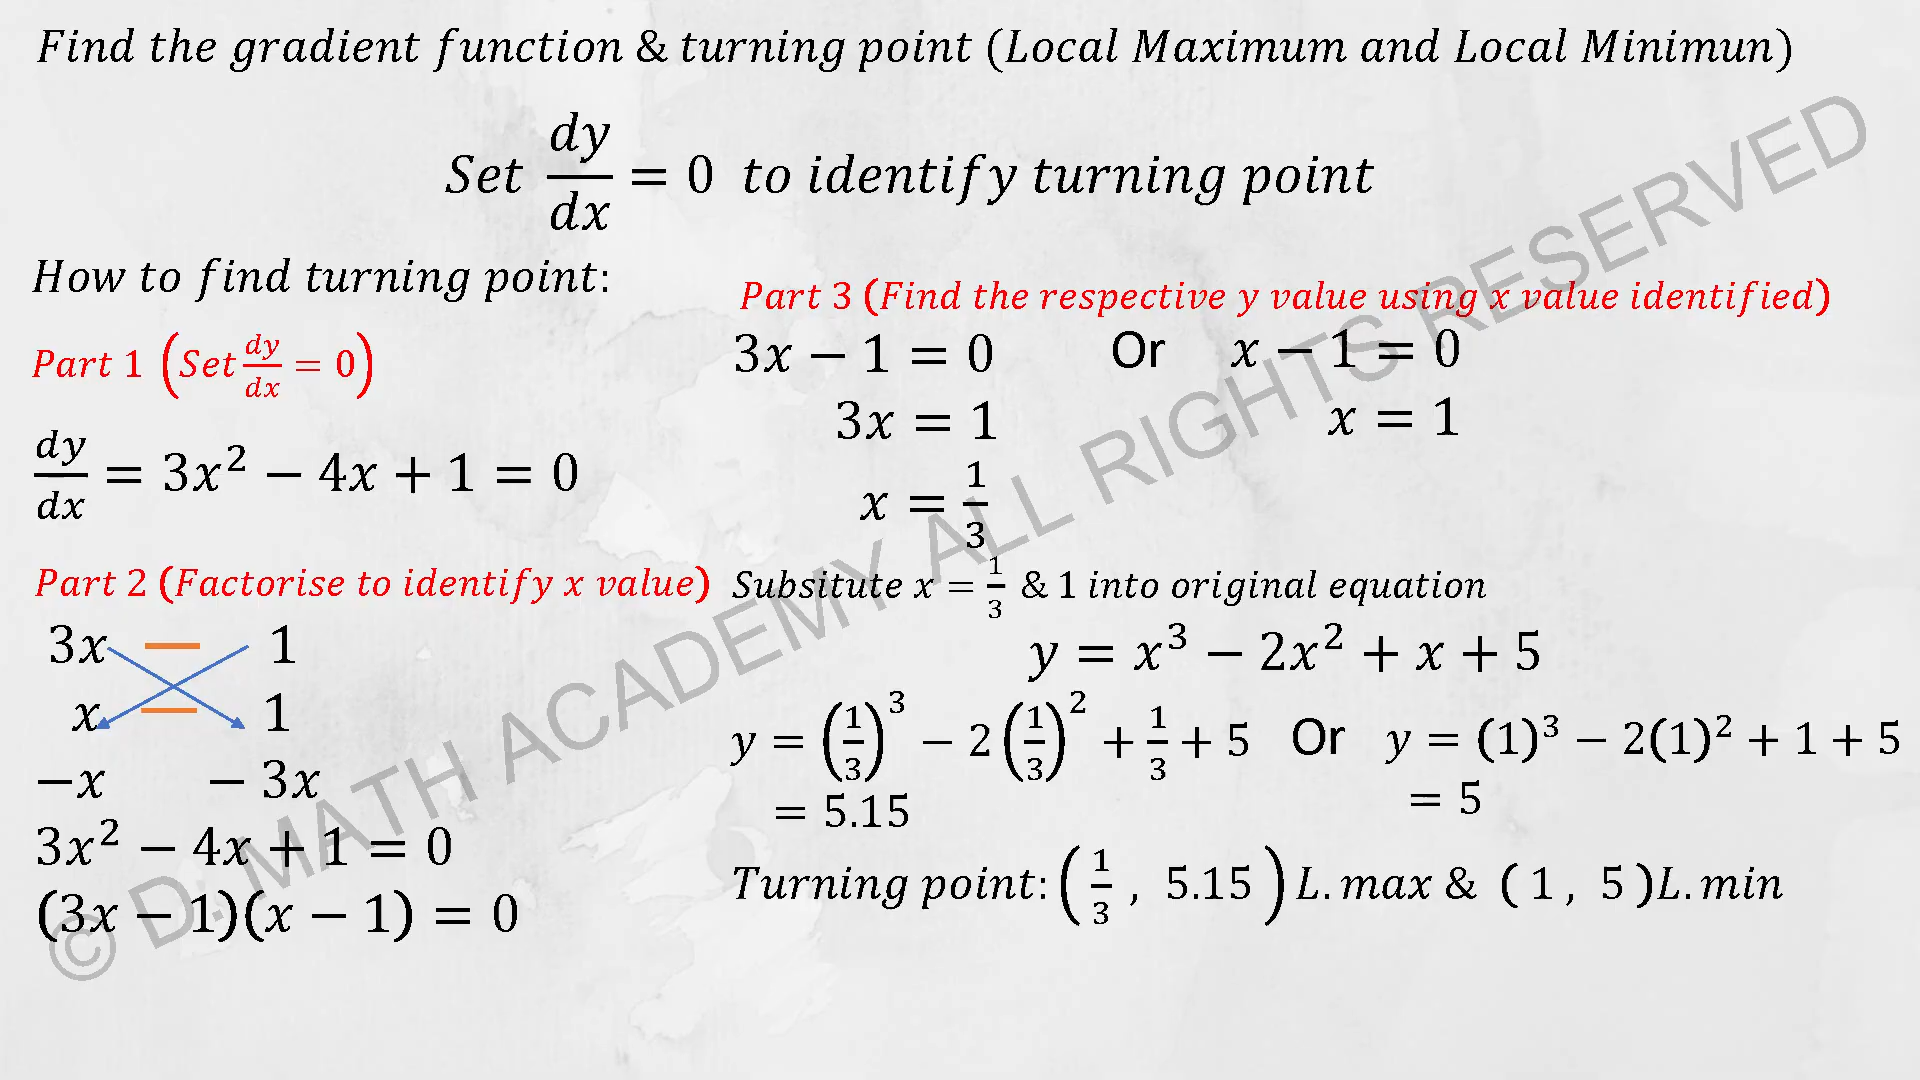 Find the gradient function & turning point (Local Maximum and Local Minimun)
Set dy/dx = 0 to identify turning point
How to find turning point:
Part 1 (Set dy/dx = 0)
dy/dx = 3x² − 4x + 1 = 0
Part 2 (Factorise to identify x value)
3x − 1
x − 1
−x − 3x
3x² − 4x + 1 = 0
(3x − 1)(x − 1) = 0
Part 3 (Find the respective y value using x value identified)
3x − 1 = 0 Or x − 1 = 0
3x = 1 x = 1
x = 1/3
Subsitute x = 1/3 & 1 into original equation
y = x³ − 2x² + x + 5
y = (1/3)³ − 2(1/3)² + 1/3 + 5 Or y = (1)³ − 2(1)² + 1 + 5
= 5.15 = 5
Turning point: (1/3 , 5.15) L. max & (1 , 5)L. min
© D. MATH ACADEMY ALL RIGHTS RESERVED